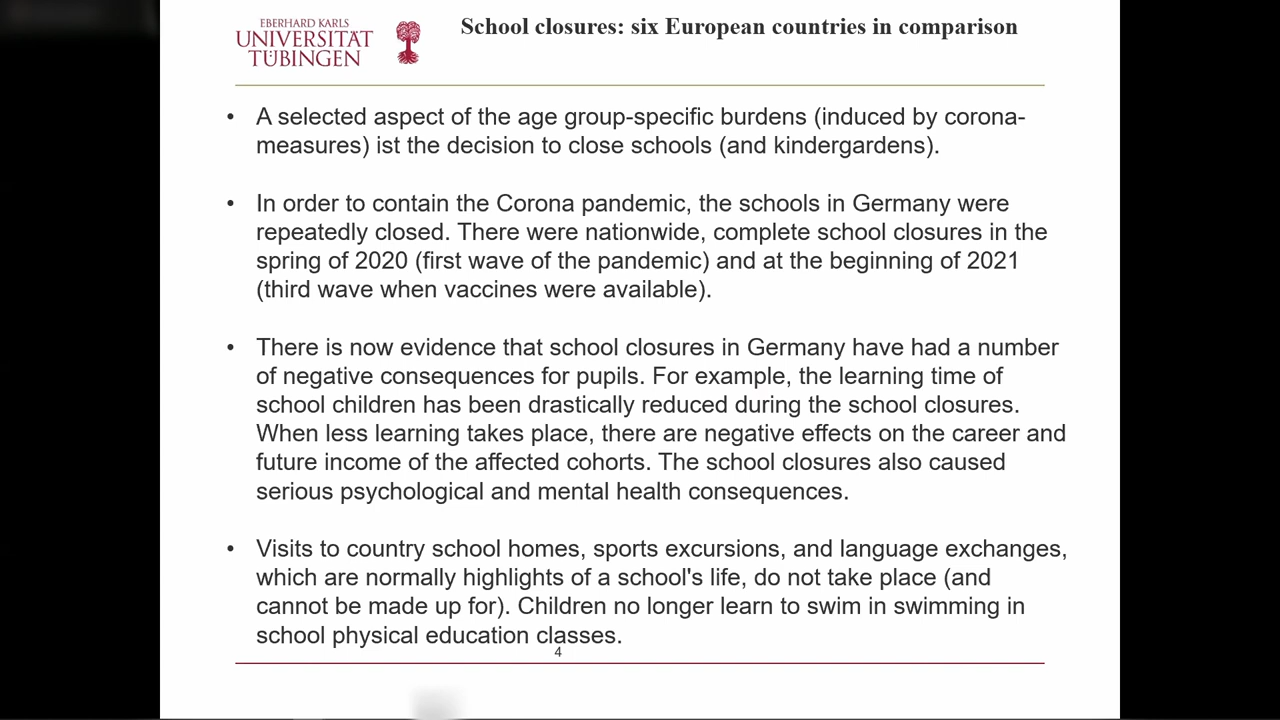 EBERHARD KARLS
UNIVERSITÄT
TÜBINGEN
School closures: six European countries in comparison
• A selected aspect of the age group-specific burdens (induced by corona-
measures) ist the decision to close schools (and kindergardens).
• In order to contain the Corona pandemic, the schools in Germany were
repeatedly closed. There were nationwide, complete school closures in the
spring of 2020 (first wave of the pandemic) and at the beginning of 2021
(third wave when vaccines were available).
• There is now evidence that school closures in Germany have had a number
of negative consequences for pupils. For example, the learning time of
school children has been drastically reduced during the school closures.
When less learning takes place, there are negative effects on the career and
future income of the affected cohorts. The school closures also caused
serious psychological and mental health consequences.
• Visits to country school homes, sports excursions, and language exchanges,
which are normally highlights of a school's life, do not take place (and
cannot be made up for). Children no longer learn to swim in swimming in
school physical education classes.
4